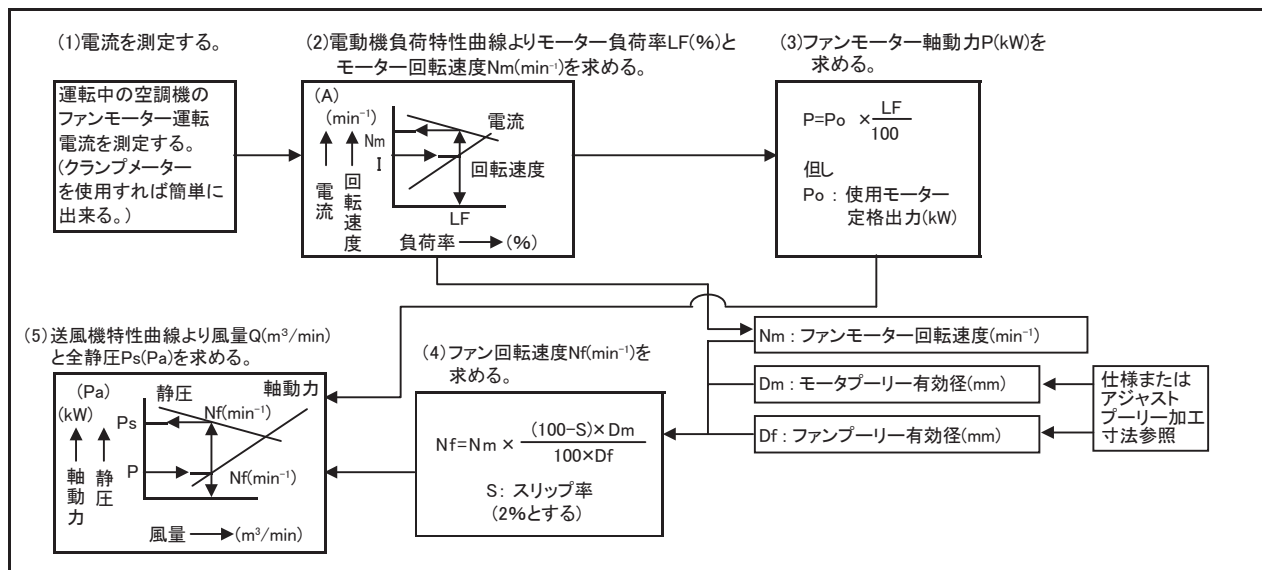 (1)電流を測定する。
運転中の空調機の
ファンモーター運転
電流を測定する。
(クランプメーター
を使用すれば簡単に
出来る。)
(2)電動機負荷特性曲線よりモーター負荷率LF(%)と
モーター回転速度Nm(min⁻¹)を求める。
(A)
(min⁻¹)
Nm
I
電流
回転速度
電流
回転速度
LF
負荷率 → (%)
(3)ファンモーター軸動力P(kW)を
求める。
P=Po ×LF/100
但し
Po : 使用モーター
定格出力(kW)
Nm : ファンモーター回転速度(min⁻¹)
Dm : モータプーリー有効径(mm)
Df : ファンプーリー有効径(mm)
仕様または
アジャスト
プーリー加工
寸法参照
(4)ファン回転速度Nf(min⁻¹)を
求める。
Nf=Nm × (100-S)×Dm/100×Df
S: スリップ率
(2%とする)
(5)送風機特性曲線より風量Q(m³/min)
と全静圧Ps(Pa)を求める。
(Pa)
(kW)
静圧
軸動力
Ps
Nf(min⁻¹)
P
Nf(min⁻¹)
軸動力
静圧
風量 → (m³/min)